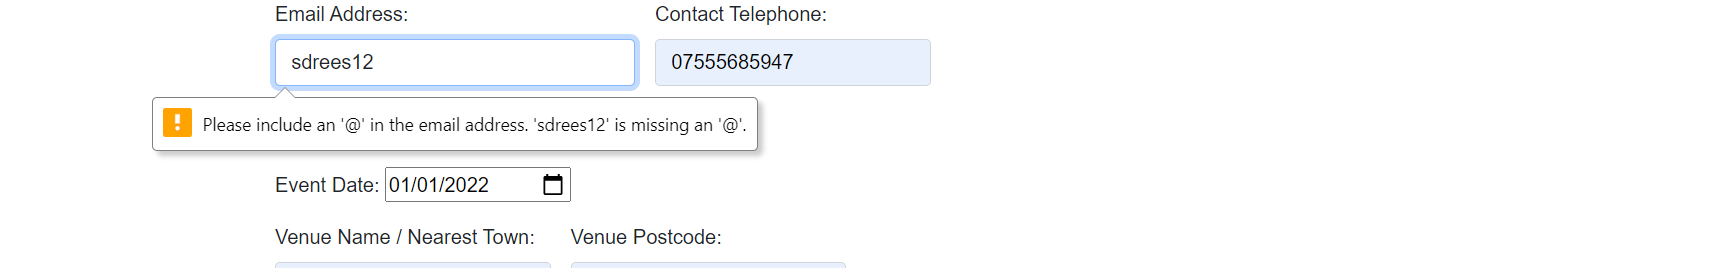 Email Address: Contact Telephone:
sdrees12 07555685947
Please include an '@' in the email address. 'sdrees12' is missing an '@'.
Event Date: 01/01/2022
Venue Name / Nearest Town: Venue Postcode: